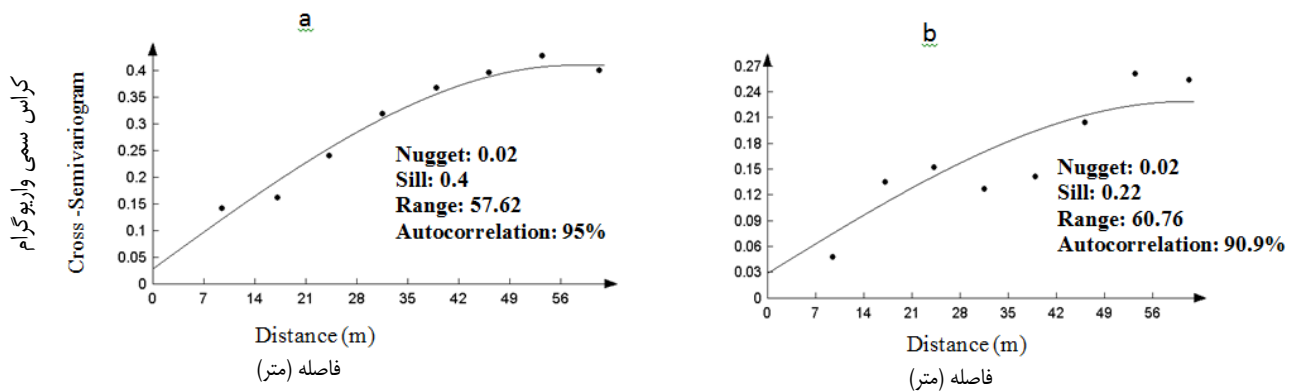 a
کراس سمی واریوگرام
Cross -Semivariogram
0.4
0.35
0.3
0.25
0.2
0.15
0.1
0.05
0
Nugget: 0.02
Sill: 0.4
Range: 57.62
Autocorrelation: 95%
0 7 14 21 28 35 42 49 56
Distance (m)
فاصله (متر)
b
0.27
0.24
0.21
0.18
0.15
0.12
0.09
0.06
0.03
0
Nugget: 0.02
Sill: 0.22
Range: 60.76
Autocorrelation: 90.9%
0 7 14 21 28 35 42 49 56
Distance (m)
فاصله (متر)